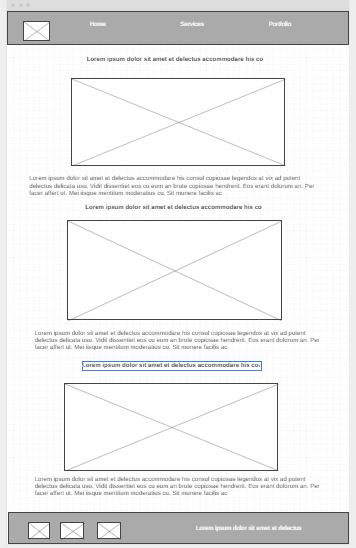 Home Services Portfolio
Lorem ipsum dolor sit amet et delectus accommodare his co
Lorem ipsum dolor sit amet et delectus accommodare his consul copiosae legendos at vix ad putent
delectus delicata usu. Vidit dissentiet eos cu eum an brute copiosae hendrerit. Eos erant dolorum an. Per
facer affert ut. Mei iisque mentitum moderatius cu. Sit munere facilis ac
Lorem ipsum dolor sit amet et delectus accommodare his co
Lorem ipsum dolor sit amet et delectus accommodare his consul copiosae legendos at vix ad putent
delectus delicata usu. Vidit dissentiet eos cu eum an brute copiosae hendrerit. Eos erant dolorum an. Per
facer affert ut. Mei iisque mentitum moderatius cu. Sit munere facilis ac
Lorem ipsum dolor sit amet et delectus accommodare his co.
Lorem ipsum dolor sit amet et delectus accommodare his consul copiosae legendos at vix ad putent
delectus delicata usu. Vidit dissentiet eos cu eum an brute copiosae hendrerit. Eos erant dolorum an. Per
facer affert ut. Mei iisque mentitum moderatius cu. Sit munere facilis ac
Lorem ipsum dolor sit amet et delectus